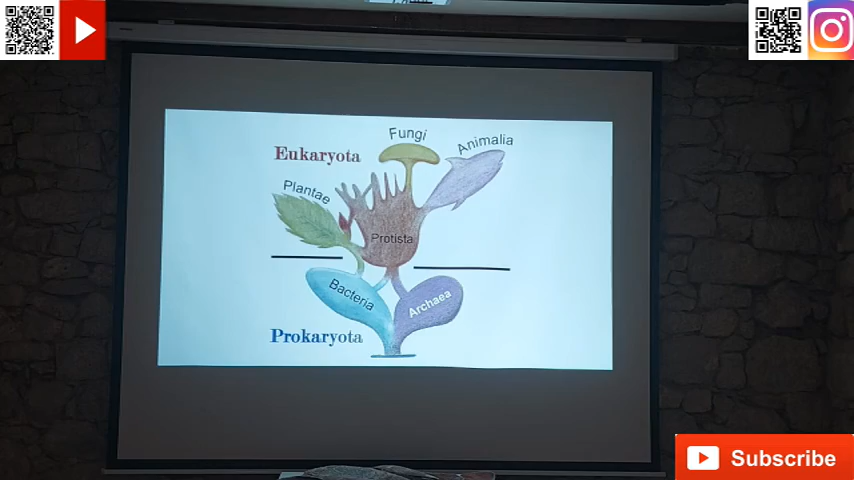 Fungi
Animalia
Eukaryota
Plantae
Protista
Bacteria
Archaea
Prokaryota
Subscribe